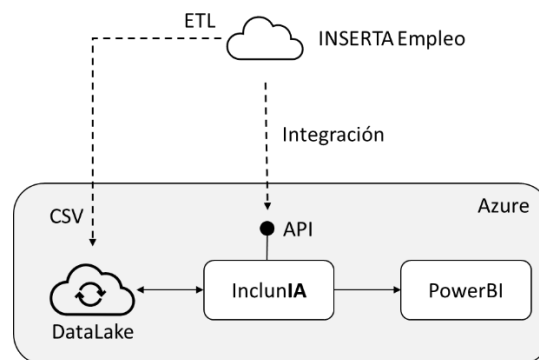 ETL
INSERTA Empleo
Integración
Azure
CSV
API
InclunIA
PowerBI
DataLake